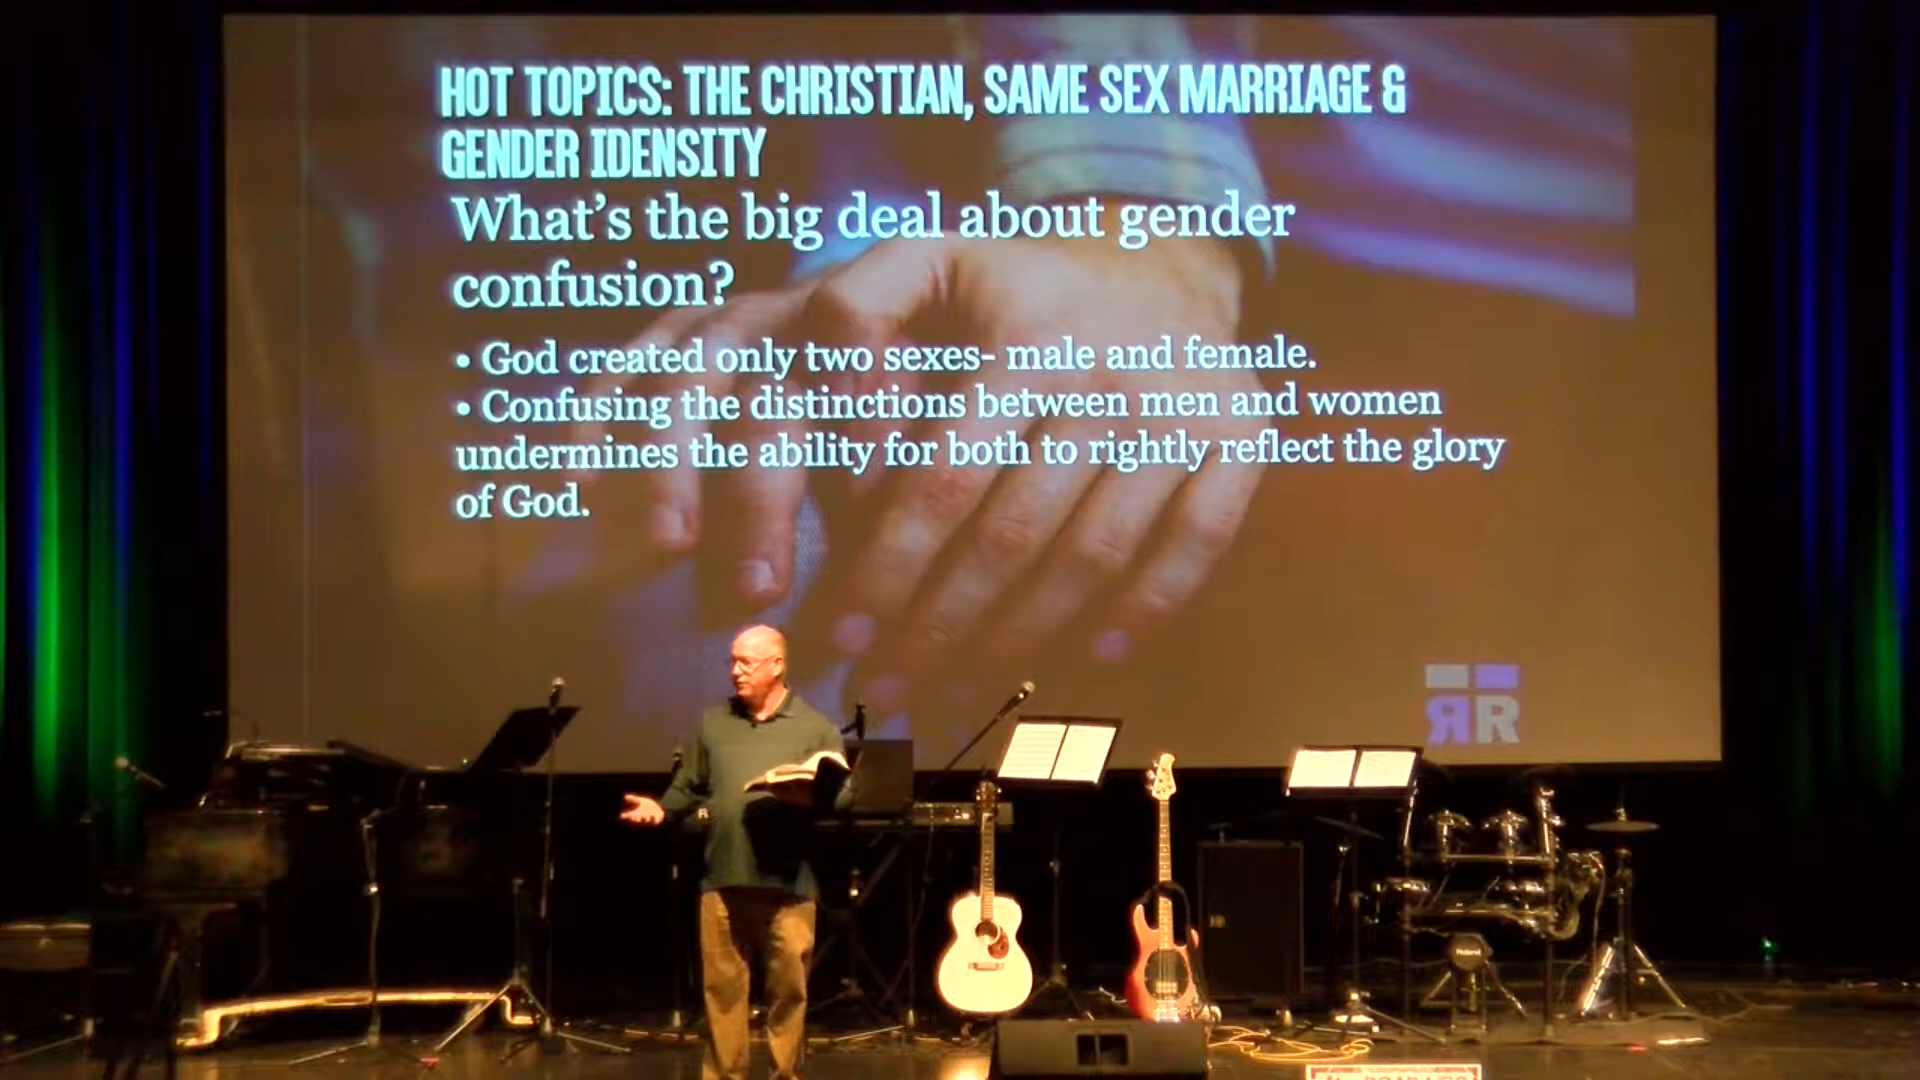 HOT TOPICS: THE CHRISTIAN, SAME SEX MARRIAGE &
GENDER IDENSITY
What's the big deal about gender
confusion?
• God created only two sexes- male and female.
• Confusing the distinctions between men and women
undermines the ability for both to rightly reflect the glory
of God.
R
Roland